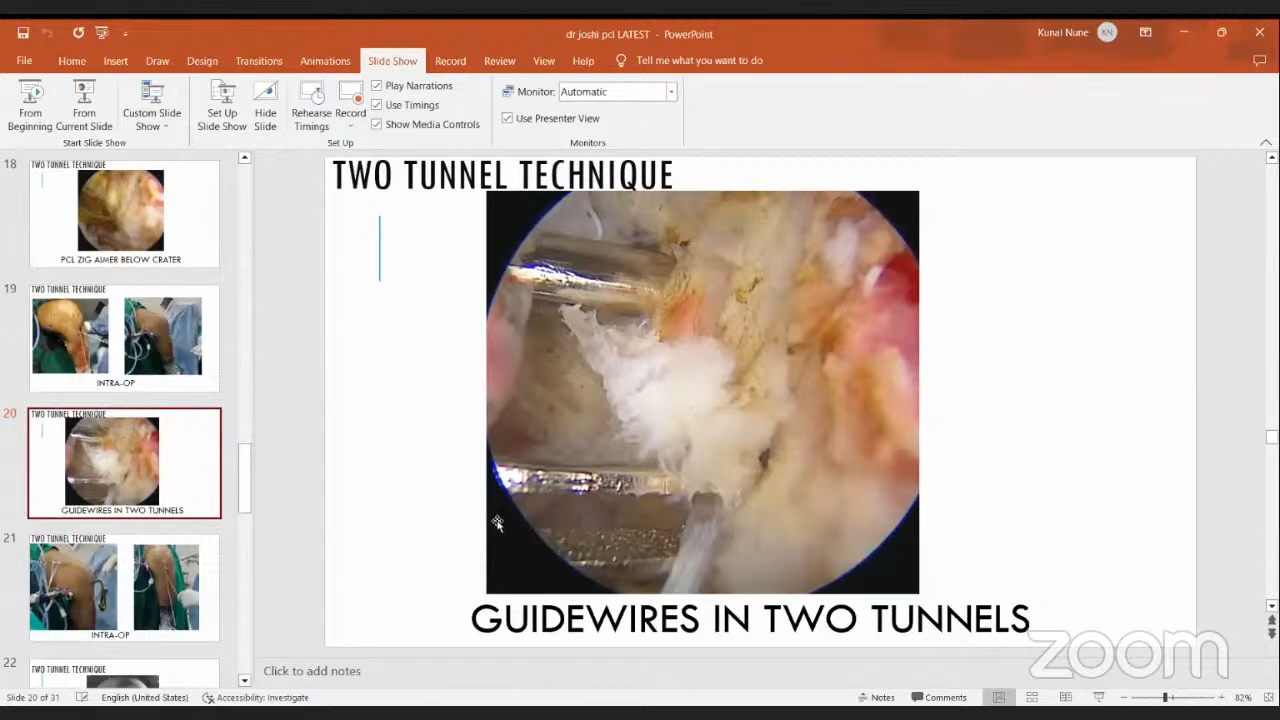 dr joshi pcl LATEST - PowerPoint
Kunal Nune
KN
File Home Insert Draw Design Transitions Animations Slide Show Record Review View Help Tell me what you want to do
From Beginning
From Current Slide
Custom Slide Show
Set Up Slide Show
Hide Slide
Rehearse Timings
Record
Play Narrations
Use Timings
Show Media Controls
Monitor: Automatic
Use Presenter View
Start Slide Show
Set Up
Monitors
18
TWO TUNNEL TECHNIQUE
PCL ZIG AIMER BELOW CRATER
19
TWO TUNNEL TECHNIQUE
INTRA-OP
20
TWO TUNNEL TECHNIQUE
GUIDEWIRES IN TWO TUNNELS
21
TWO TUNNEL TECHNIQUE
INTRA-OP
22
TWO TUNNEL TECHNIQUE
TWO TUNNEL TECHNIQUE
GUIDEWIRES IN TWO TUNNELS
zoom
Click to add notes
Slide 20 of 31 English (United States) Accessibility: Investigate Notes Comments 82%